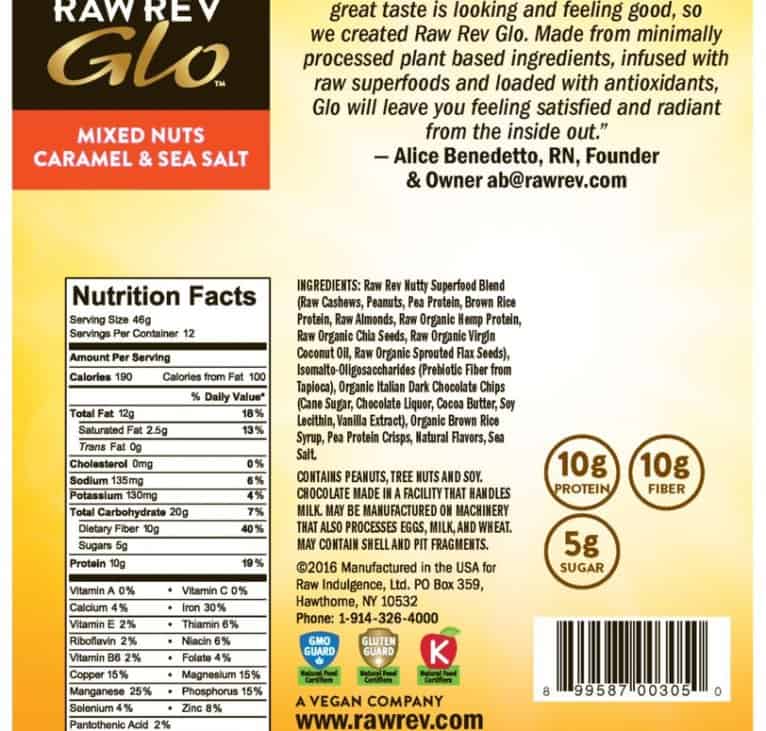 RAW REV
Glo™
MIXED NUTS
CARAMEL & SEA SALT
great taste is looking and feeling good, so
we created Raw Rev Glo. Made from minimally
processed plant based ingredients, infused with
raw superfoods and loaded with antioxidants,
Glo will leave you feeling satisfied and radiant
from the inside out.”
— Alice Benedetto, RN, Founder
& Owner ab@rawrev.com
Nutrition Facts
Serving Size 46g
Servings Per Container 12
Amount Per Serving
Calories 190 Calories from Fat 100
% Daily Value*
Total Fat 12g 18%
Saturated Fat 2.5g 13%
Trans Fat 0g
Cholesterol 0mg 0%
Sodium 135mg 6%
Potassium 130mg 4%
Total Carbohydrate 20g 7%
Dietary Fiber 10g 40%
Sugars 5g
Protein 10g 19%
Vitamin A 0% • Vitamin C 0%
Calcium 4% • Iron 30%
Vitamin E 2% • Thiamin 6%
Riboflavin 2% • Niacin 6%
Vitamin B6 2% • Folate 4%
Copper 15% • Magnesium 15%
Manganese 25% • Phosphorus 15%
Selenium 4% • Zinc 8%
Pantothenic Acid 2%
INGREDIENTS: Raw Rev Nutty Superfood Blend
(Raw Cashews, Peanuts, Pea Protein, Brown Rice
Protein, Raw Almonds, Raw Organic Hemp Protein,
Raw Organic Chia Seeds, Raw Organic Virgin
Coconut Oil, Raw Organic Sprouted Flax Seeds),
Isomalto-Oligosaccharides (Prebiotic Fiber from
Tapioca), Organic Italian Dark Chocolate Chips
(Cane Sugar, Chocolate Liquor, Cocoa Butter, Soy
Lecithin, Vanilla Extract), Organic Brown Rice
Syrup, Pea Protein Crisps, Natural Flavors, Sea
Salt.
CONTAINS PEANUTS, TREE NUTS AND SOY.
CHOCOLATE MADE IN A FACILITY THAT HANDLES
MILK. MAY BE MANUFACTURED ON MACHINERY
THAT ALSO PROCESSES EGGS, MILK, AND WHEAT.
MAY CONTAIN SHELL AND PIT FRAGMENTS.
©2016 Manufactured in the USA for
Raw Indulgence, Ltd. PO Box 359,
Hawthorne, NY 10532
Phone: 1-914-326-4000
GMO
GUARD
Natural Food
Certifiers
GLUTEN
GUARD
Natural Food
Certifiers
K
Natural Food
Certifiers
A VEGAN COMPANY
www.rawrev.com
10g
PROTEIN
10g
FIBER
5g
SUGAR
8 99587 00305 0